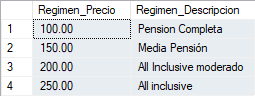 Regimen_Precio Regimen_Descripcion
1 100.00 Pension Completa
2 150.00 Media Pensión
3 200.00 All Inclusive moderado
4 250.00 All inclusive